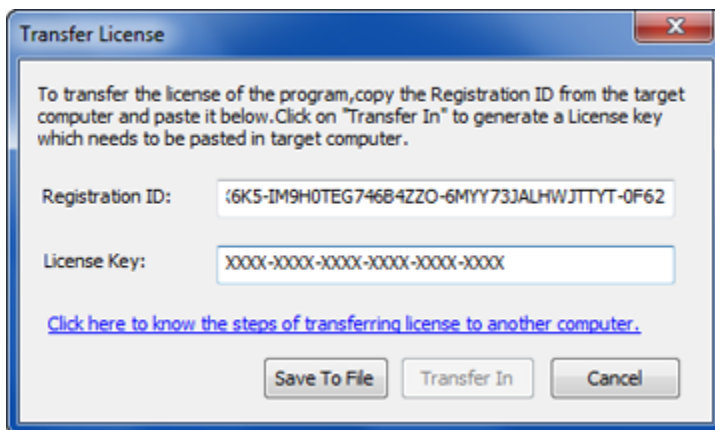 Transfer License
To transfer the license of the program,copy the Registration ID from the target
computer and paste it below.Click on "Transfer In" to generate a License key
which needs to be pasted in target computer.
Registration ID: K6K5-IM9H0TEG746B4ZZO-6MYY73JALHWJTTYT-0F62
License Key: XXXX-XXXX-XXXX-XXXX-XXXX-XXXX
Click here to know the steps of transferring license to another computer.
Save To File Transfer In Cancel